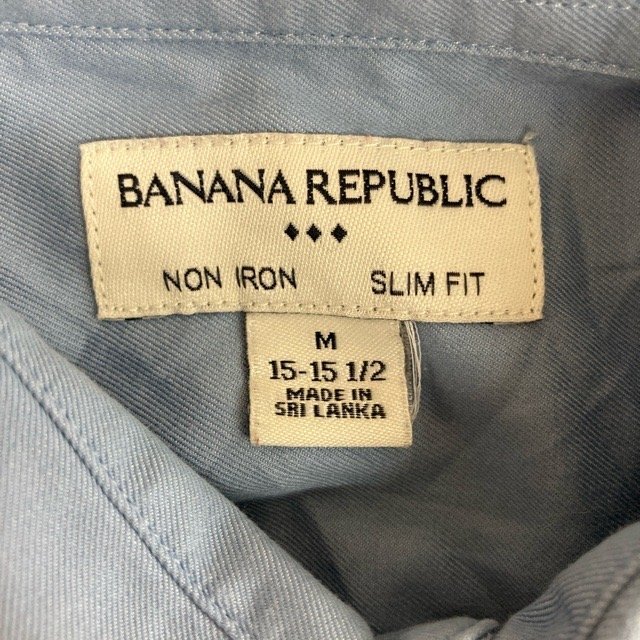 BANANA REPUBLIC
NON IRON SLIM FIT
M
15-15 1/2
MADE IN
SRI LANKA